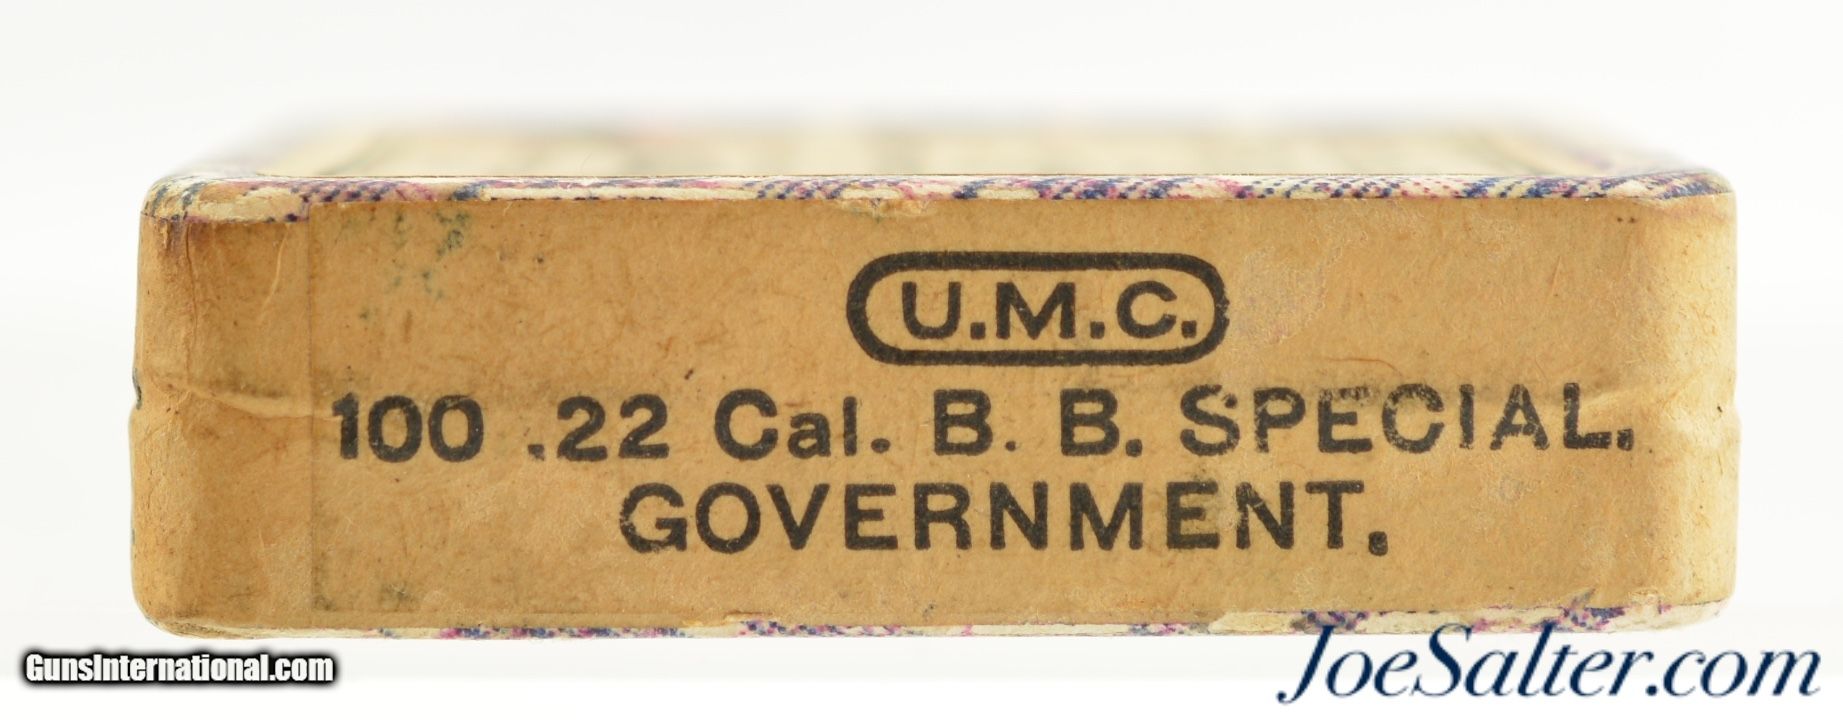 U.M.C.
100 .22 Cal. B. B. SPECIAL.
GOVERNMENT.
GunsInternational.com
JoeSalter.com